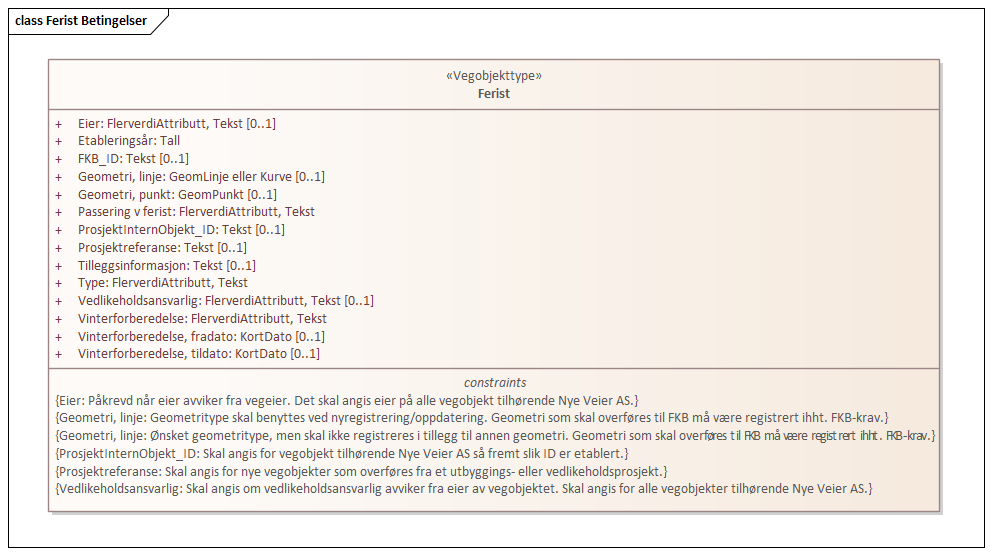 class Ferist Betingelser
«Vegobjekttype»
Ferist
+ Eier: FlerverdiAttributt, Tekst [0..1]
+ Etableringsår: Tall
+ FKB_ID: Tekst [0..1]
+ Geometri, linje: GeomLinje eller Kurve [0..1]
+ Geometri, punkt: GeomPunkt [0..1]
+ Passering v ferist: FlerverdiAttributt, Tekst
+ ProsjektInternObjekt_ID: Tekst [0..1]
+ Prosjektreferanse: Tekst [0..1]
+ Tilleggsinformasjon: Tekst [0..1]
+ Type: FlerverdiAttributt, Tekst
+ Vedlikeholdsansvarlig: FlerverdiAttributt, Tekst [0..1]
+ Vinterforberedelse: FlerverdiAttributt, Tekst
+ Vinterforberedelse, fradato: KortDato [0..1]
+ Vinterforberedelse, tildato: KortDato [0..1]
constraints
{Eier: Påkrevd når eier avviker fra vegeier. Det skal angis eier på alle vegobjekt tilhørende Nye Veier AS.}
{Geometri, linje: Geometritype skal benyttes ved nyregistrering/oppdatering. Geometri som skal overføres til FKB må være registrert ihht. FKB-krav.}
{Geometri, linje: Ønsket geometritype, men skal ikke registreres i tillegg til annen geometri. Geometri som skal overføres til FKB må være registrert ihht. FKB-krav.}
{ProsjektInternObjekt_ID: Skal angis for vegobjekt tilhørende Nye Veier AS så fremt slik ID er etablert.}
{Prosjektreferanse: Skal angis for nye vegobjekter som overføres fra et utbyggings- eller vedlikeholdsprosjekt.}
{Vedlikeholdsansvarlig: Skal angis om vedlikeholdsansvarlig avviker fra eier av vegobjektet. Skal angis for alle vegobjekter tilhørende Nye Veier AS.}